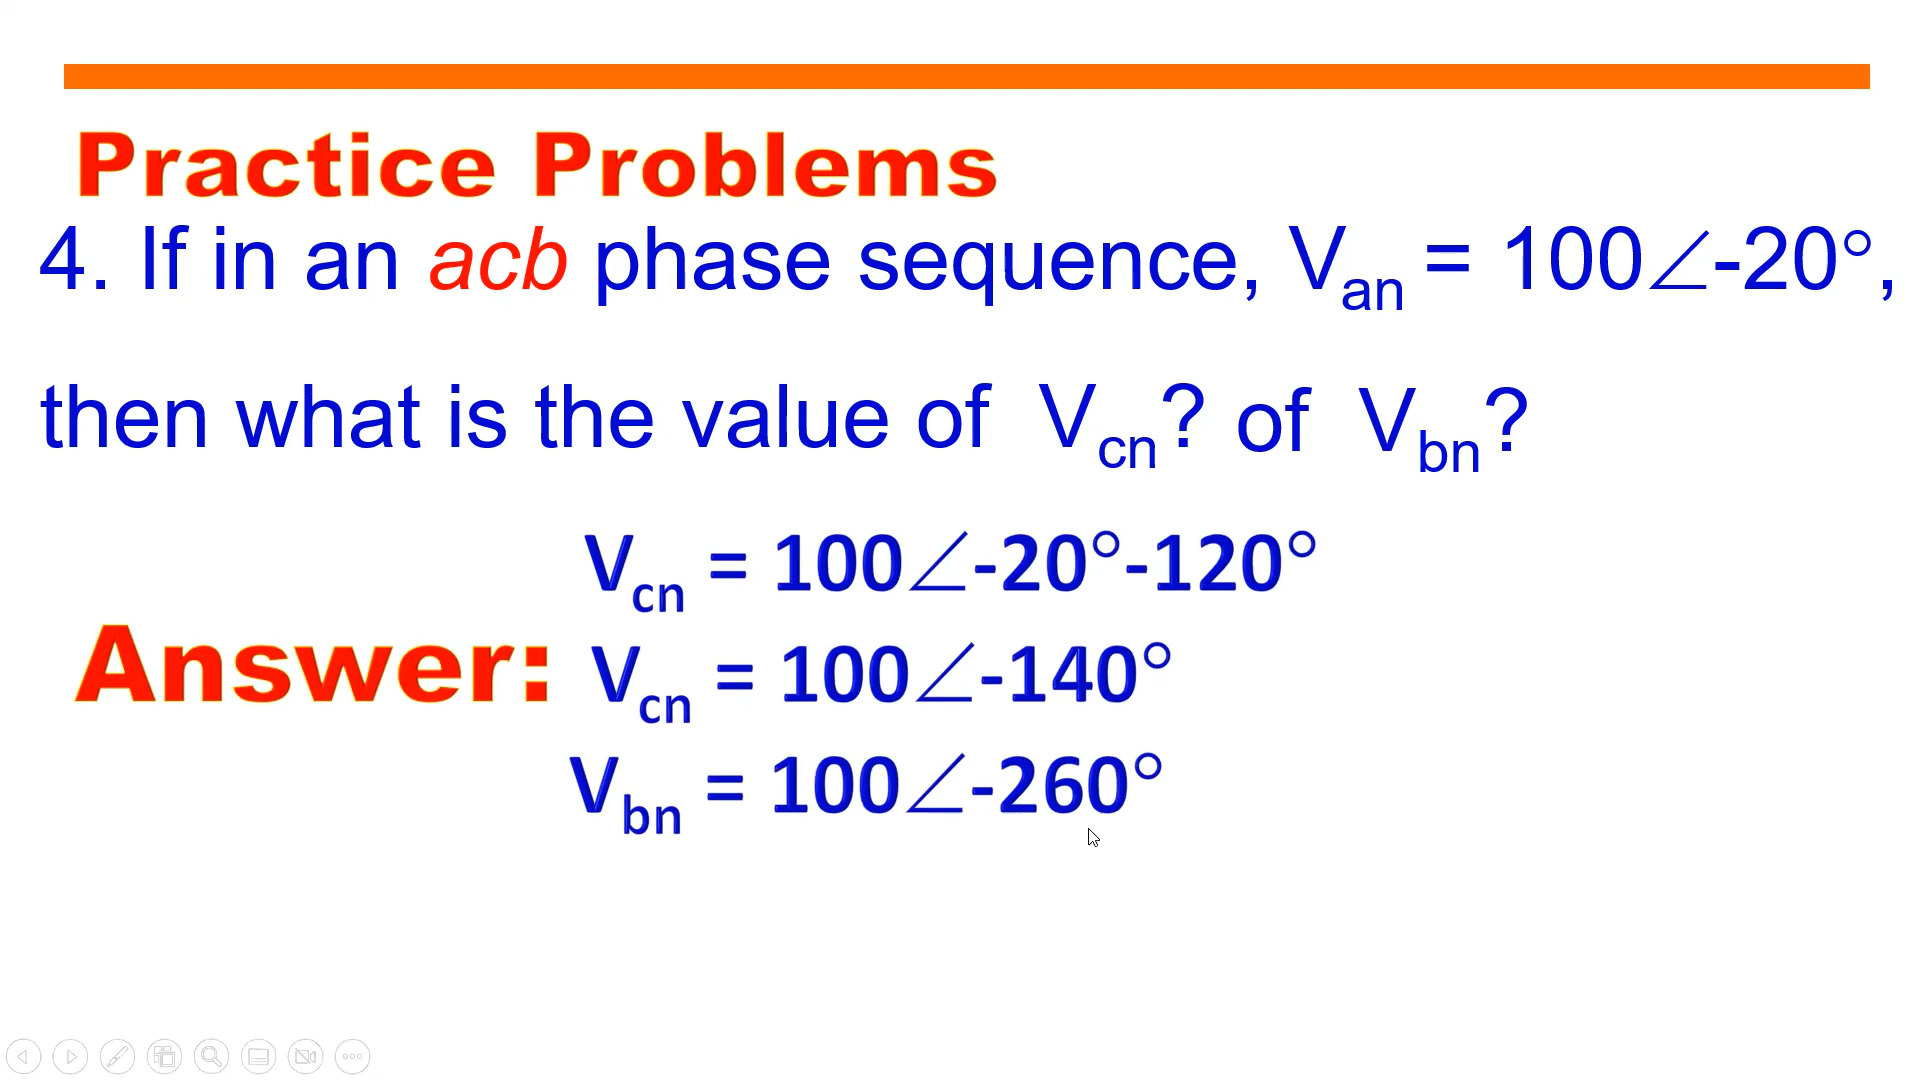 Practice Problems
4. If in an acb phase sequence, Van = 100∠-20°,
then what is the value of Vcn? of Vbn?
Vcn = 100∠-20°-120°
Answer: Vcn = 100∠-140°
Vbn = 100∠-260°